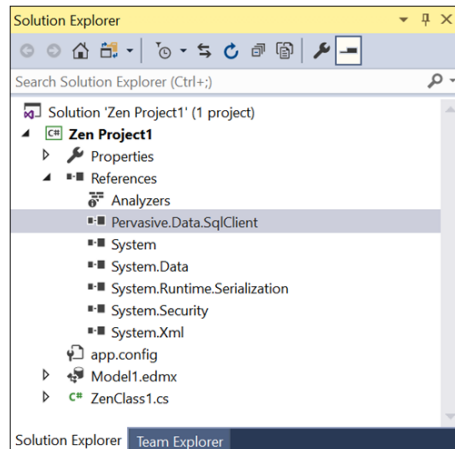 Solution Explorer
Search Solution Explorer (Ctrl+;)
Solution 'Zen Project1' (1 project)
C# Zen Project1
Properties
References
Analyzers
Pervasive.Data.SqlClient
System
System.Data
System.Runtime.Serialization
System.Security
System.Xml
app.config
Model1.edmx
C# ZenClass1.cs
Solution Explorer Team Explorer